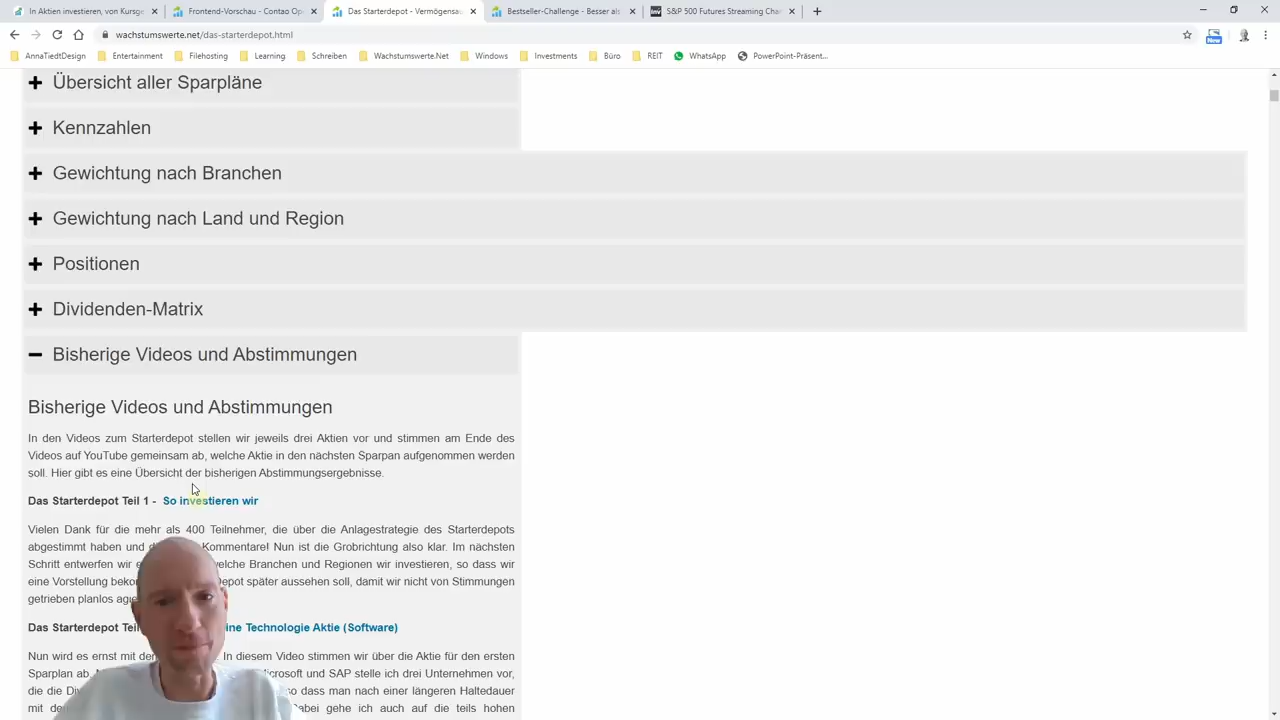 In Aktien investieren, von Kursge
Frontend-Vorschau - Contao Op
Das Starterdepot - Vermögensau
Bestseller-Challenge - Besser als
S&P 500 Futures Streaming Cha
wachstumswerte.net/das-starterdepot.html
New
AnnaTiedtDesign
Entertainment
Filehosting
Learning
Schreiben
Wachstumswerte.Net
Windows
Investments
Büro
REIT
WhatsApp
PowerPoint-Präsent...
Übersicht aller Sparpläne
Kennzahlen
Gewichtung nach Branchen
Gewichtung nach Land und Region
Positionen
Dividenden-Matrix
Bisherige Videos und Abstimmungen
Bisherige Videos und Abstimmungen
In den Videos zum Starterdepot stellen wir jeweils drei Aktien vor und stimmen am Ende des
Videos auf YouTube gemeinsam ab, welche Aktie in den nächsten Sparpan aufgenommen werden
soll. Hier gibt es eine Übersicht der bisherigen Abstimmungsergebnisse.
Das Starterdepot Teil 1 - So investieren wir
Vielen Dank für die mehr als 400 Teilnehmer, die über die Anlagestrategie des Starterdepots
abgestimmt haben und Kommentare! Nun ist die Grobrichtung also klar. Im nächsten
Schritt entwerfen wir welche Branchen und Regionen wir investieren, so dass wir
eine Vorstellung Depot später aussehen soll, damit wir nicht von Stimmungen
getrieben planlos
Das Starterdepot Technologie Aktie (Software)
Nun wird es ernst mit In diesem Video stimmen wir über die Aktie für den ersten
Sparplan ab. und SAP stelle ich drei Unternehmen vor,
die die so dass man nach einer längeren Haltedauer
mit gehe ich auch auf die teils hohen